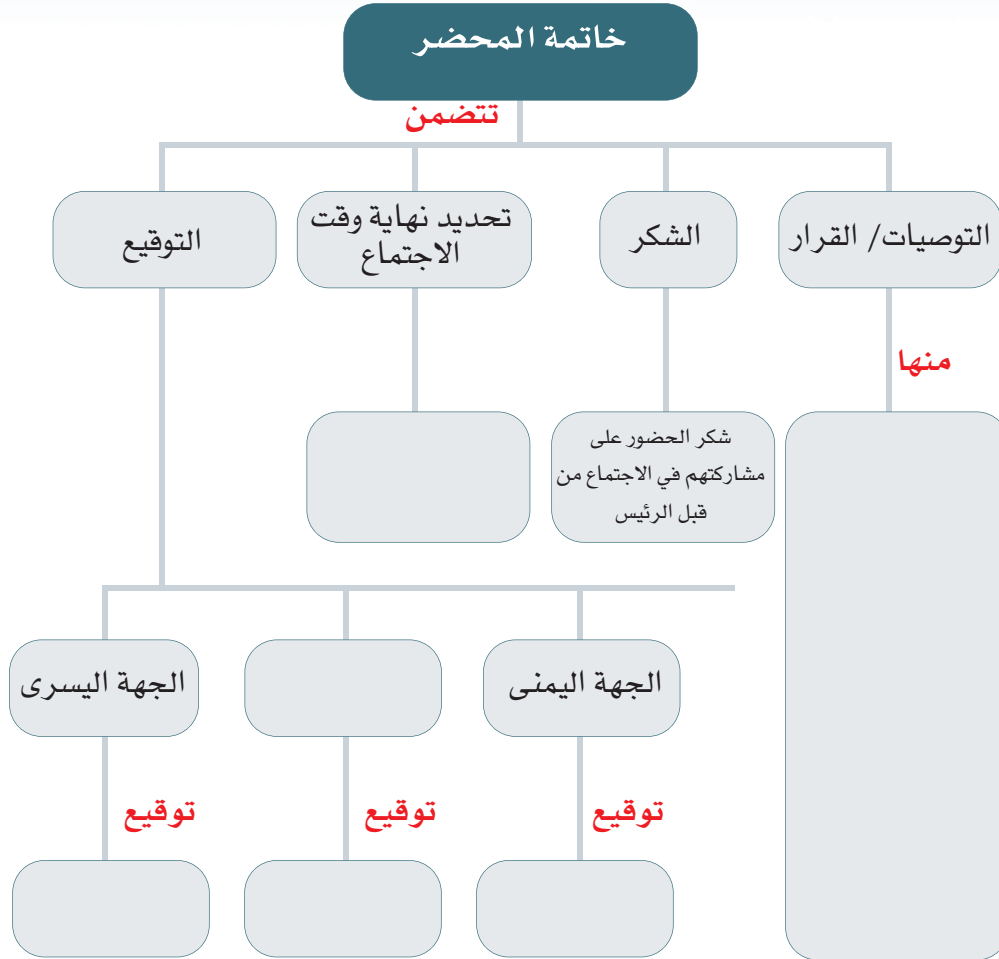 خاتمة المحضر
تتضمن
التوصيات/ القرار
الشكر
تحديد نهاية وقت
الاجتماع
التوقيع
منها
شكر الحضور على
مشاركتهم في الاجتماع من
قبل الرئيس
الجهة اليمنى
الجهة اليسرى
توقيع
توقيع
توقيع